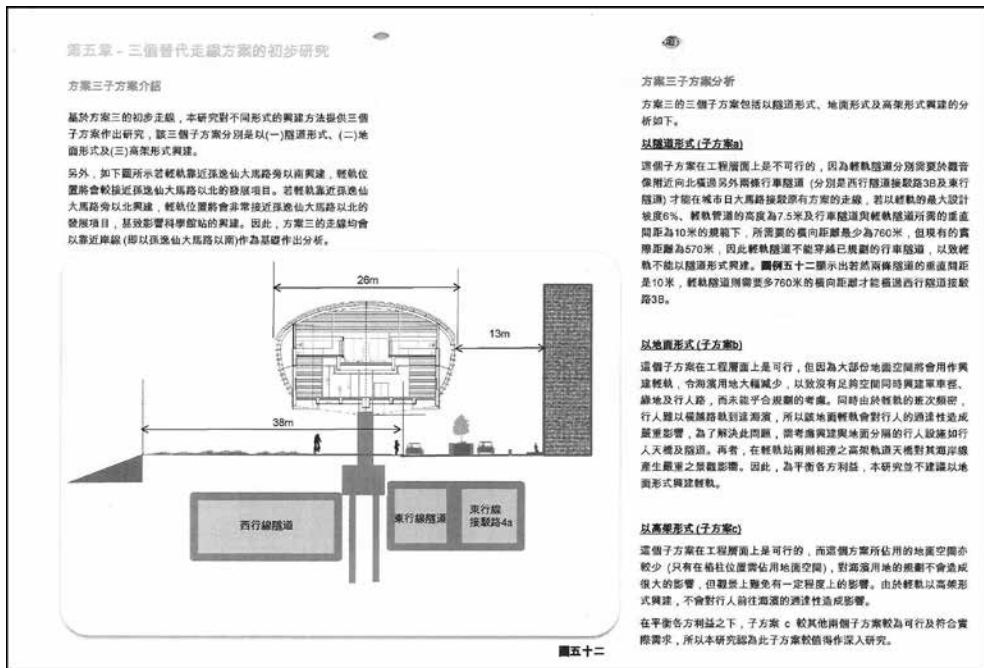 第五章 - 三個替代走線方案的初步研究
方案三子方案介紹
基於方案三的初步走線，本研究對不同形式的興建方法提供三個
子方案作出研究，該三個子方案分別是以(一)隧道形式、(二)地
面形式及(三)高架形式興建。
另外，如下圖所示若輕軌靠近孫逸仙大馬路旁以南興建，輕軌位
置將會較接近孫逸仙大馬路以北的發展項目。若輕軌靠近孫逸仙
大馬路旁以北興建，輕軌位置將會非常接近孫逸仙大馬路以北的
發展項目，甚致影響科學館站的興建。因此，方案三的走線均會
以靠近岸線 (即以孫逸仙大馬路以南)作為基礎作出分析。
26m
13m
38m
西行線隧道
東行線隧道
東行線
接駁路4a
圖五十二
方案三子方案分析
方案三的三個子方案包括以隧道形式、地面形式及高架形式興建的分
析如下。
以隧道形式 (子方案a)
這個子方案在工程層面上是不可行的，因為輕軌隧道分別需要於觀音
像附近向北橫過另外兩條行車隧道 (分別是西行隧道接駁路3B及東行
隧道) 才能在城市日大馬路接駁原有方案的走線，若以輕軌的最大設計
坡度6%、輕軌管道的高度為7.5米及行車隧道與輕軌隧道所需的垂直
間距為10米的規範下，所需要的橫向距離最少為760米，但現有的實
際距離為570米，因此輕軌隧道不能穿越已規劃的行車隧道，以致輕
軌不能以隧道形式興建。圖例五十二顯示出若然兩條隧道的垂直間距
是10米，輕軌隧道則需要多760米的橫向距離才能橫過西行隧道接駁
路3B。
以地面形式 (子方案b)
這個子方案在工程層面上是可行，但因為大部份地面空間將會用作興
建輕軌，令海濱用地大幅減少，以致沒有足夠空間同時興建單車徑、
綠地及行人路，而未能乎合規劃的考慮。同時由於輕軌的班次頻密，
行人難以橫越路軌到達海濱，所以該地面輕軌會對行人的通達性造成
嚴重影響，為了解決此問題，需考慮興建與地面分隔的行人設施如行
人天橋及隧道。再者，在輕軌站兩則相連之高架軌道天橋對其海岸線
產生嚴重之景觀影響。因此，為平衡各方利益，本研究並不建議以地
面形式興建輕軌。
以高架形式 (子方案c)
這個子方案在工程層面上是可行的，而這個方案所佔用的地面空間亦
較少 (只有在樁柱位置需佔用地面空間)，對海濱用地的規劃不會造成
很大的影響，但觀景上難免有一定程度上的影響。由於輕軌以高架形
式興建，不會對行人前往海濱的通達性造成影響。
在平衡各方利益之下，子方案 c 較其他兩個子方案較為可行及符合實
際需求，所以本研究認為此子方案較值得作深入研究。